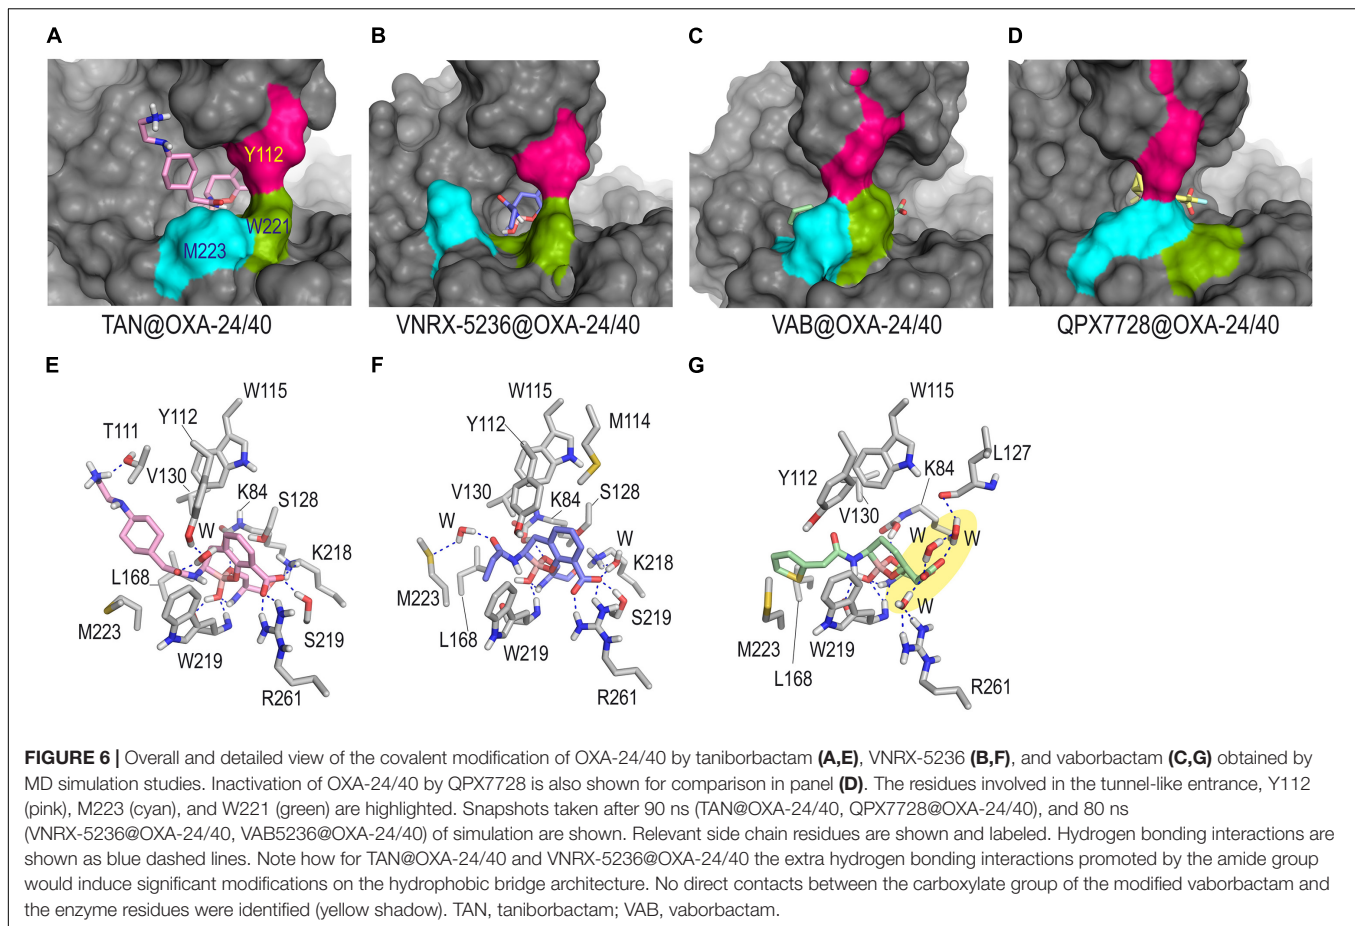 A
B
C
D
Y112
W221
M223
TAN@OXA-24/40
VNRX-5236@OXA-24/40
VAB@OXA-24/40
QPX7728@OXA-24/40
E
F
G
W115
Y112
T111
V130
K84
S128
W
K218
L168
M223
S219
W219
R261
W115
M114
Y112
V130
K84
S128
W
W
K218
M223
S219
L168
W219
R261
W115
L127
K84
Y112
V130
W
W
W
M223
W219
L168
R261
FIGURE 6 | Overall and detailed view of the covalent modification of OXA-24/40 by taniborbactam (A,E), VNRX-5236 (B,F), and vaborbactam (C,G) obtained by
MD simulation studies. Inactivation of OXA-24/40 by QPX7728 is also shown for comparison in panel (D). The residues involved in the tunnel-like entrance, Y112
(pink), M223 (cyan), and W221 (green) are highlighted. Snapshots taken after 90 ns (TAN@OXA-24/40, QPX7728@OXA-24/40), and 80 ns
(VNRX-5236@OXA-24/40, VAB5236@OXA-24/40) of simulation are shown. Relevant side chain residues are shown and labeled. Hydrogen bonding interactions are
shown as blue dashed lines. Note how for TAN@OXA-24/40 and VNRX-5236@OXA-24/40 the extra hydrogen bonding interactions promoted by the amide group
would induce significant modifications on the hydrophobic bridge architecture. No direct contacts between the carboxylate group of the modified vaborbactam and
the enzyme residues were identified (yellow shadow). TAN, taniborbactam; VAB, vaborbactam.